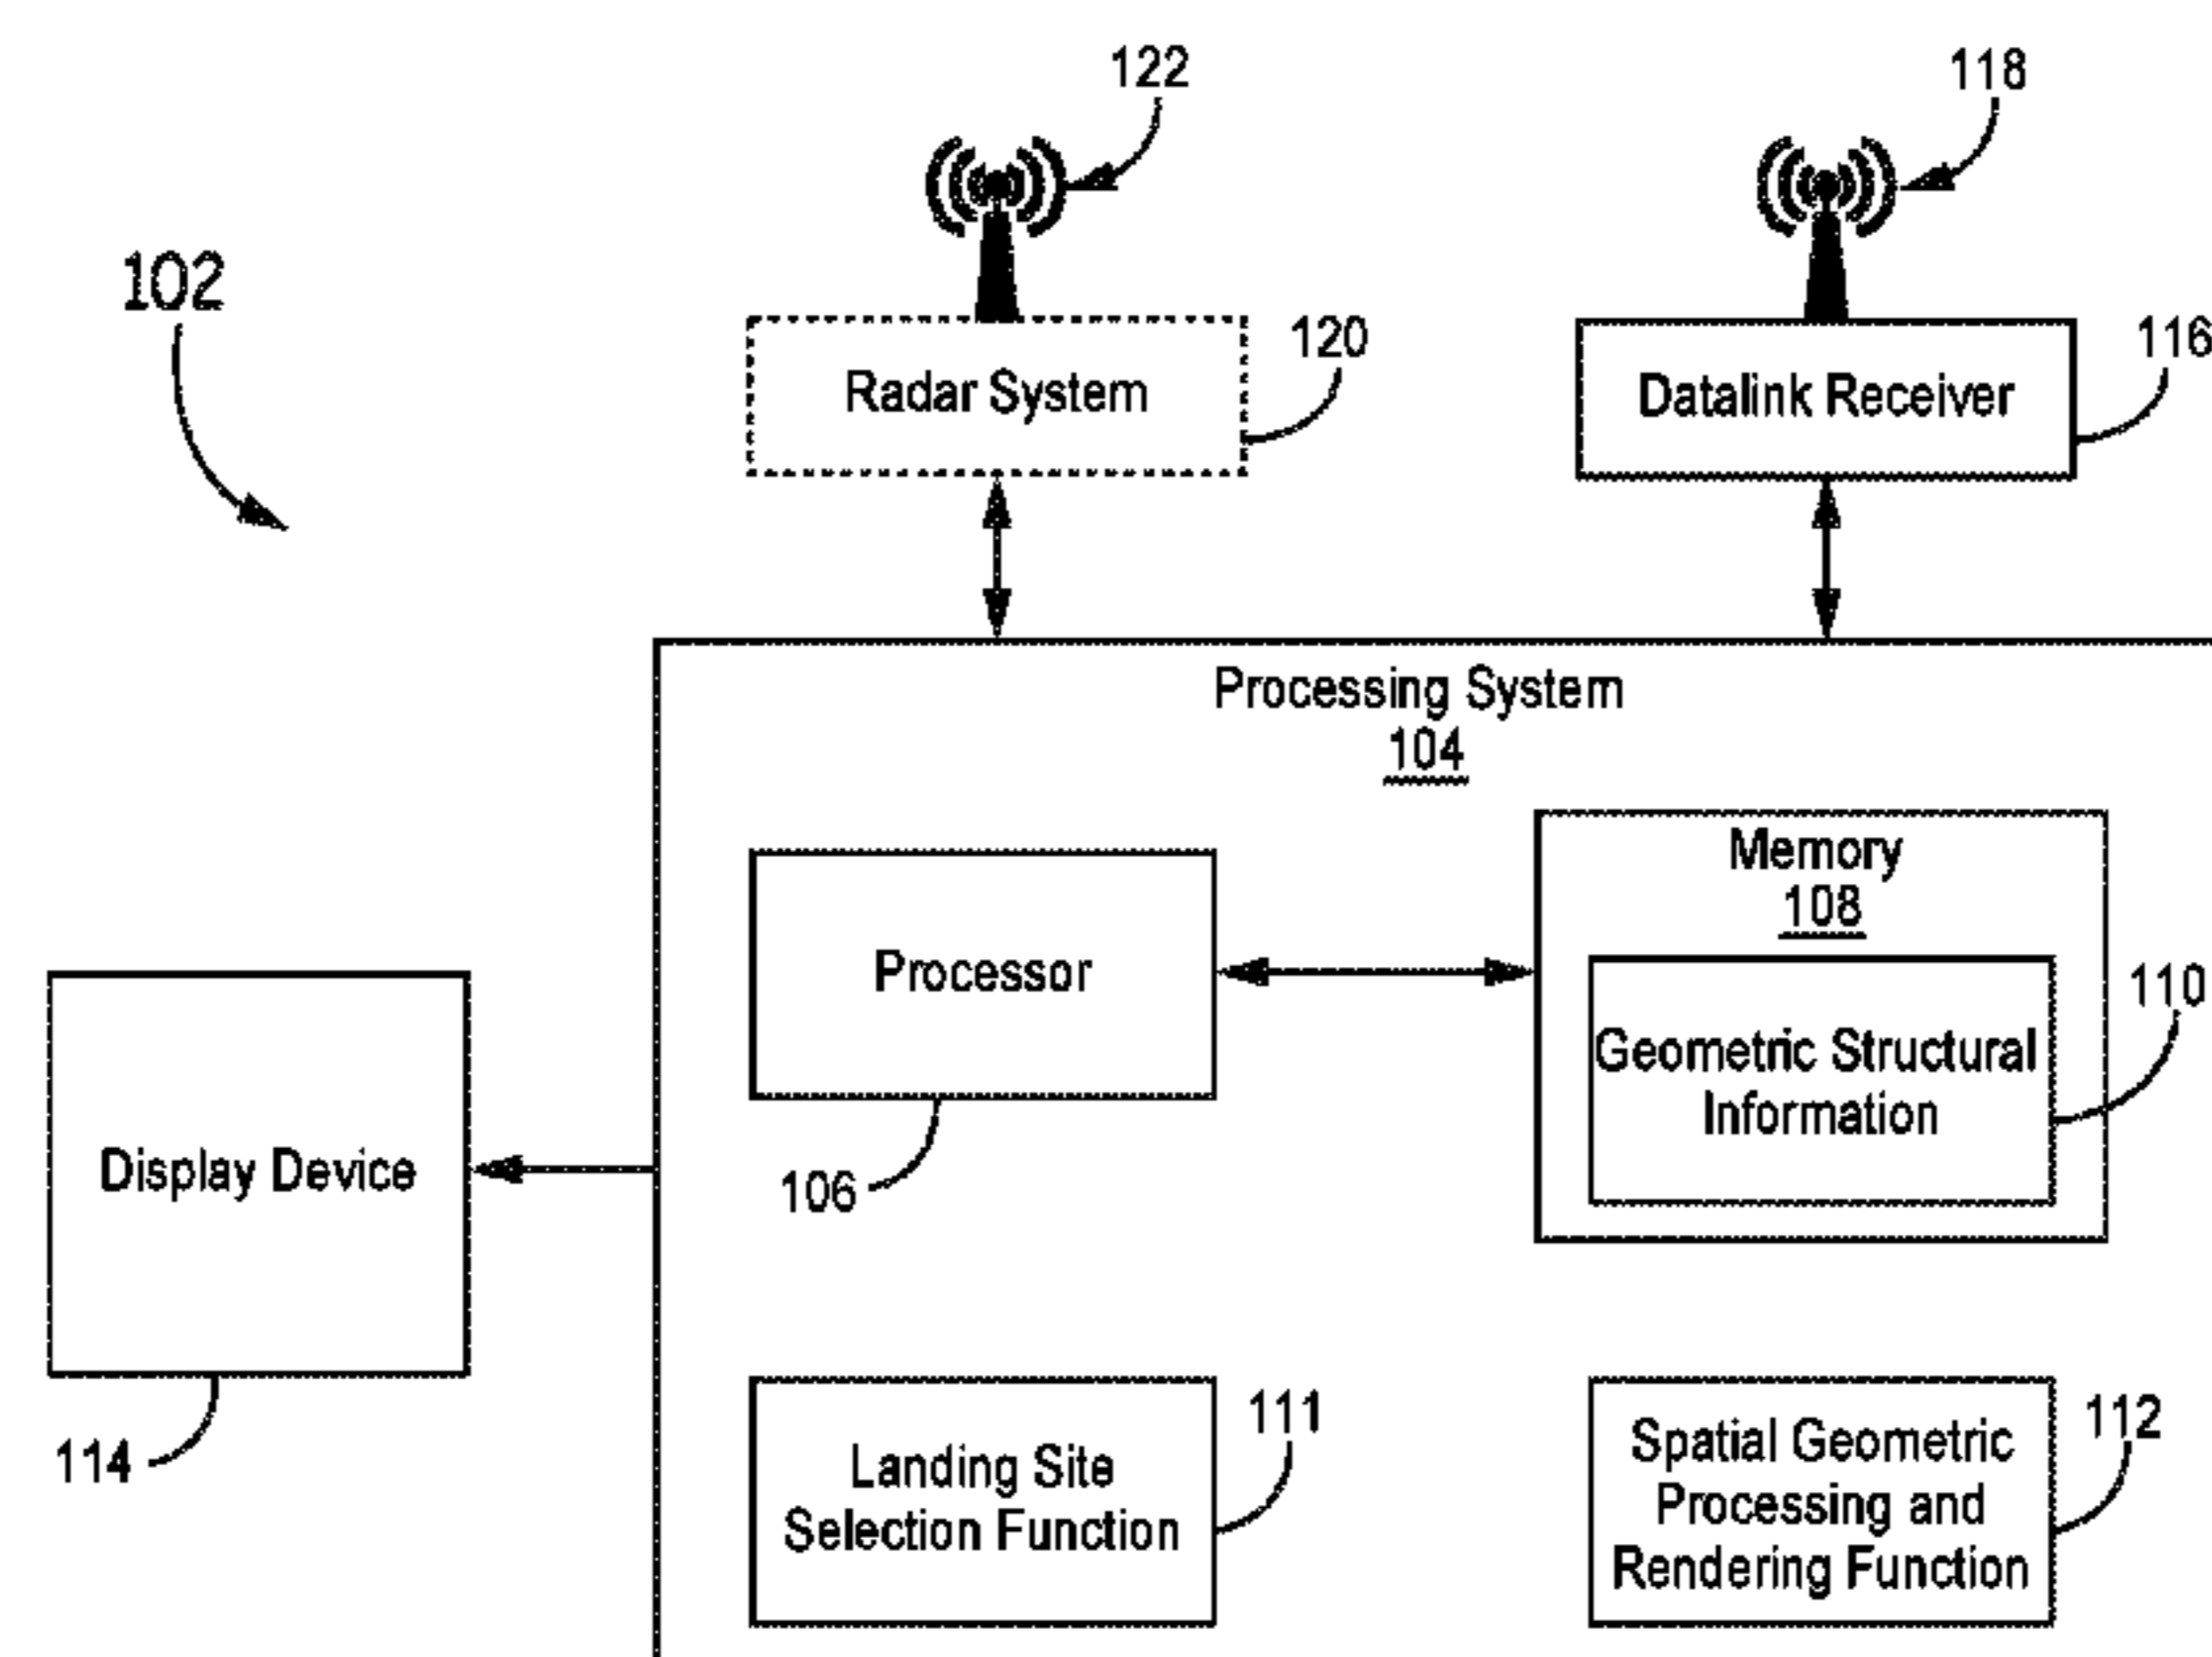 122
118
102
120
116
Radar System
Datalink Receiver
Processing System
104
Memory
108
Processor
110
Geometric Structural
Information
Display Device
106
114
111
112
Landing Site
Selection Function
Spatial Geometric
Processing and
Rendering Function